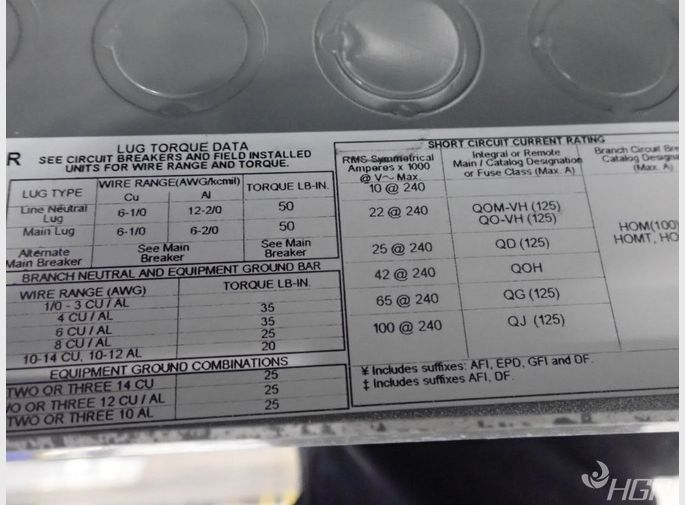 R
LUG TORQUE DATA
SEE CIRCUIT BREAKERS AND FIELD INSTALLED
UNITS FOR WIRE RANGE AND TORQUE.
LUG TYPE WIRE RANGE(AWG/kcmil) TORQUE LB-IN.
Cu Al
Line Neutral Lug 6-1/0 12-2/0 50
Main Lug 6-1/0 6-2/0 50
Alternate Main Breaker See Main Breaker See Main Breaker
BRANCH NEUTRAL AND EQUIPMENT GROUND BAR
WIRE RANGE (AWG) TORQUE LB-IN.
1/0 - 3 CU / AL 35
4 CU / AL 35
6 CU / AL 25
8 CU / AL 20
10-14 CU, 10-12 AL
EQUIPMENT GROUND COMBINATIONS
TWO OR THREE 14 CU 25
/O OR THREE 12 CU / AL 25
TWO OR THREE 10 AL 25
SHORT CIRCUIT CURRENT RATING
RMS Symmetrical
Amperes x 1000
@ V~ Max
Integral or Remote
Main / Catalog Designation
or Fuse Class (Max. A)
Branch Circuit Bre
Catalog Designa
(Max. A)
10 @ 240
22 @ 240 QOM-VH (125)
QO-VH (125)
25 @ 240 QD (125)
42 @ 240 QOH
65 @ 240 QG (125)
100 @ 240 QJ (125)
HOM(100)
HOMT, HO
¥ Includes suffixes: AFI, EPD, GFI and DF.
‡ Includes suffixes AFI, DF.
HGR